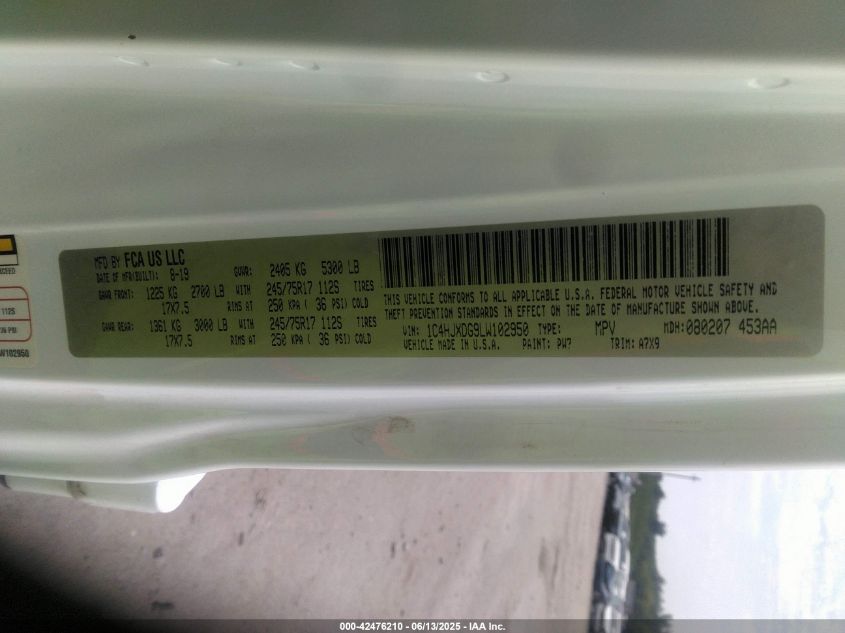 MFD BY FCA US LLC
DATE OF MFR(BUILT): 8-19 GVWR: 2405 KG 5300 LB
GAWR FRONT: 1225 KG 2700 LB WITH 245/75R17 112S TIRES
17X7.5 RIMS AT 250 KPA ( 36 PSI) COLD
GAWR REAR: 1361 KG 3000 LB WITH 245/75R17 112S TIRES
17X7.5 RIMS AT 250 KPA ( 36 PSI) COLD
THIS VEHICLE CONFORMS TO ALL APPLICABLE U.S.A. FEDERAL MOTOR VEHICLE SAFETY AND
THEFT PREVENTION STANDARDS IN EFFECT ON THE DATE OF MANUFACTURE SHOWN ABOVE.
VIN: 1C4HJXDG9LW102950 TYPE: MPV MDH: 080207 453AA
VEHICLE MADE IN U.S.A. PAINT: PW7 TRIM: A7X9
XCEED
112S
36 PSI
W102950
000-42476210 - 06/13/2025 - IAA Inc.